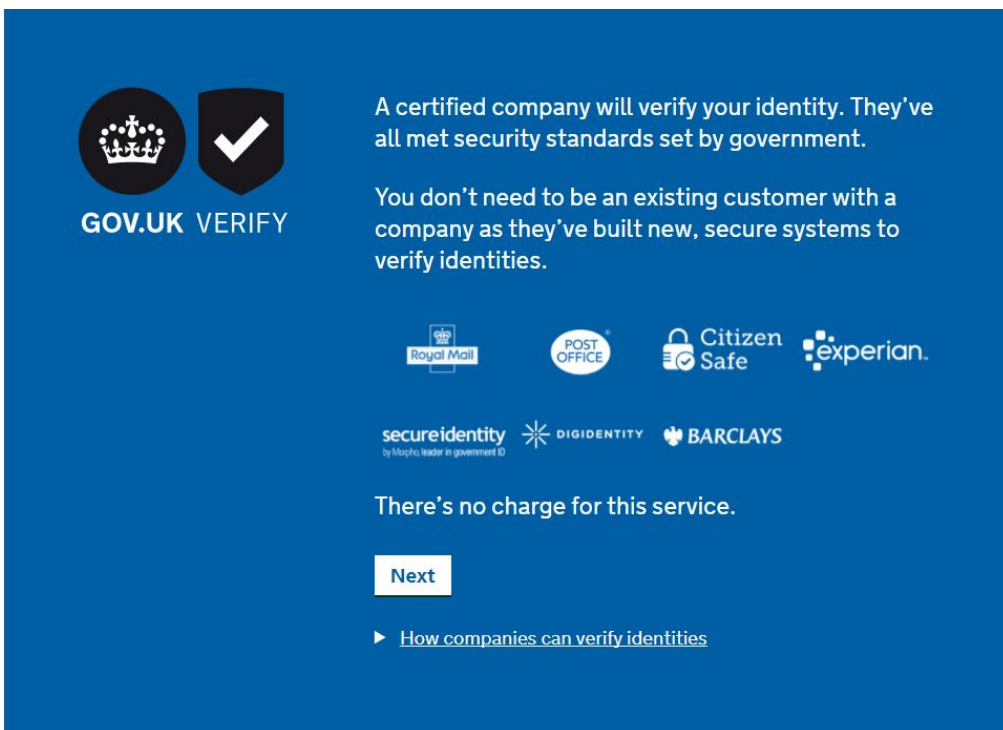 GOV.UK VERIFY
A certified company will verify your identity. They've
all met security standards set by government.
You don't need to be an existing customer with a
company as they've built new, secure systems to
verify identities.
Royal Mail
POST
OFFICE
Citizen
Safe
experian.
secureidentity
by Morpho, leader in government ID
DIGIDENTITY
BARCLAYS
There's no charge for this service.
Next
How companies can verify identities